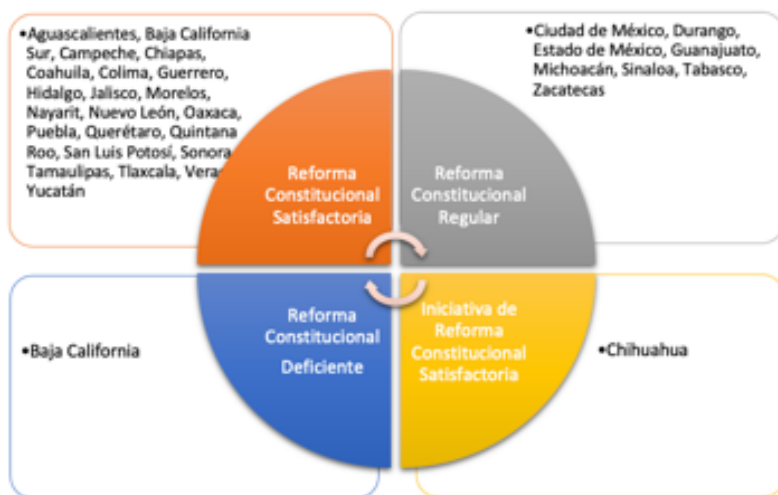 •Aguascalientes, Baja California
Sur, Campeche, Chiapas,
Coahuila, Colima, Guerrero,
Hidalgo, Jalisco, Morelos,
Nayarit, Nuevo León, Oaxaca,
Puebla, Querétaro, Quintana
Roo, San Luis Potosí, Sonora
Tamaulipas, Tlaxcala, Vera
Yucatán
•Ciudad de México, Durango,
Estado de México, Guanajuato,
Michoacán, Sinaloa, Tabasco,
Zacatecas
Reforma
Constitucional
Satisfactoria
Reforma
Constitucional
Regular
•Baja California
Reforma
Constitucional
Deficiente
Iniciativa de
Reforma
Constitucional
Satisfactoria
•Chihuahua